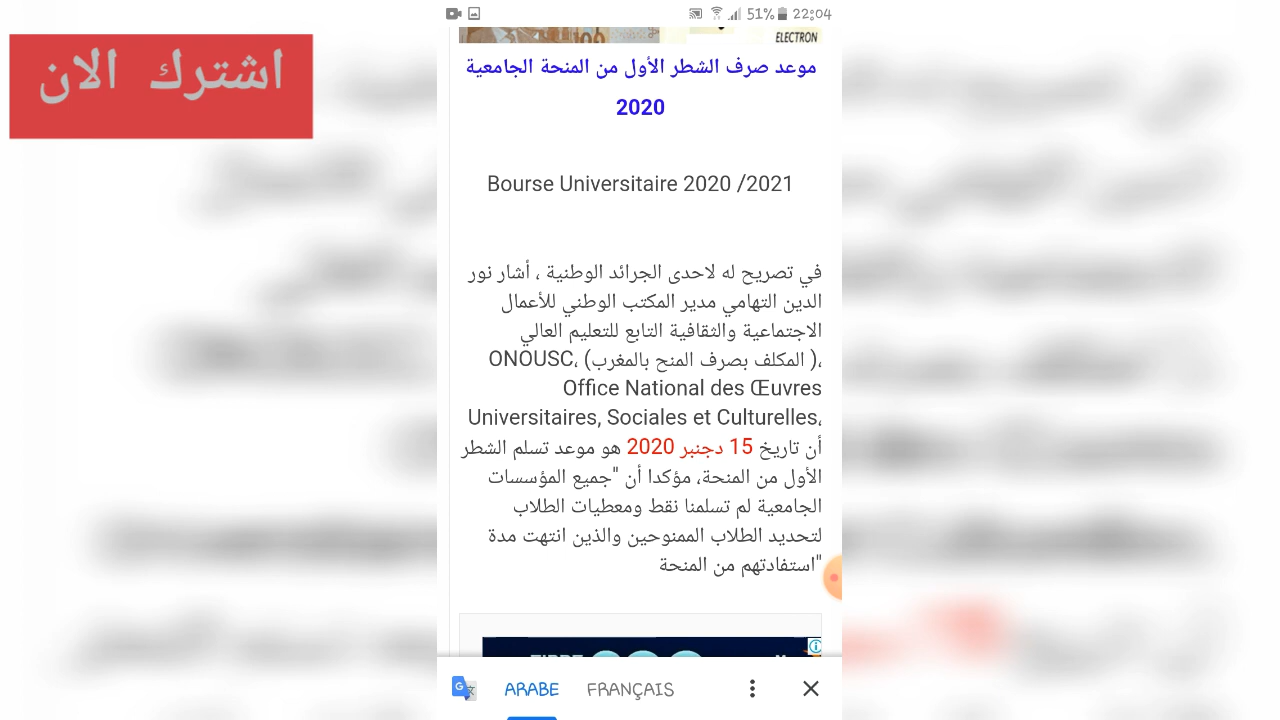 اشترك الان
51% 22:04
ELECTRON
موعد صرف الشطر الأول من المنحة الجامعية
2020
Bourse Universitaire 2020 /2021
في تصريح له لاحدى الجرائد الوطنية ، أشار نور
الدين التهامي مدير المكتب الوطني للأعمال
الاجتماعية والثقافية التابع للتعليم العالي
ONOUSC، (المكلف بصرف المنح بالمغرب )،
Office National des Œuvres
Universitaires, Sociales et Culturelles،
أن تاريخ 15 دجنبر 2020 هو موعد تسلم الشطر
الأول من المنحة، مؤكدا أن "جميع المؤسسات
الجامعية لم تسلمنا نقط ومعطيات الطلاب
لتحديد الطلاب الممنوحين والذين انتهت مدة
استفادتهم من المنحة"
ARABE FRANÇAIS